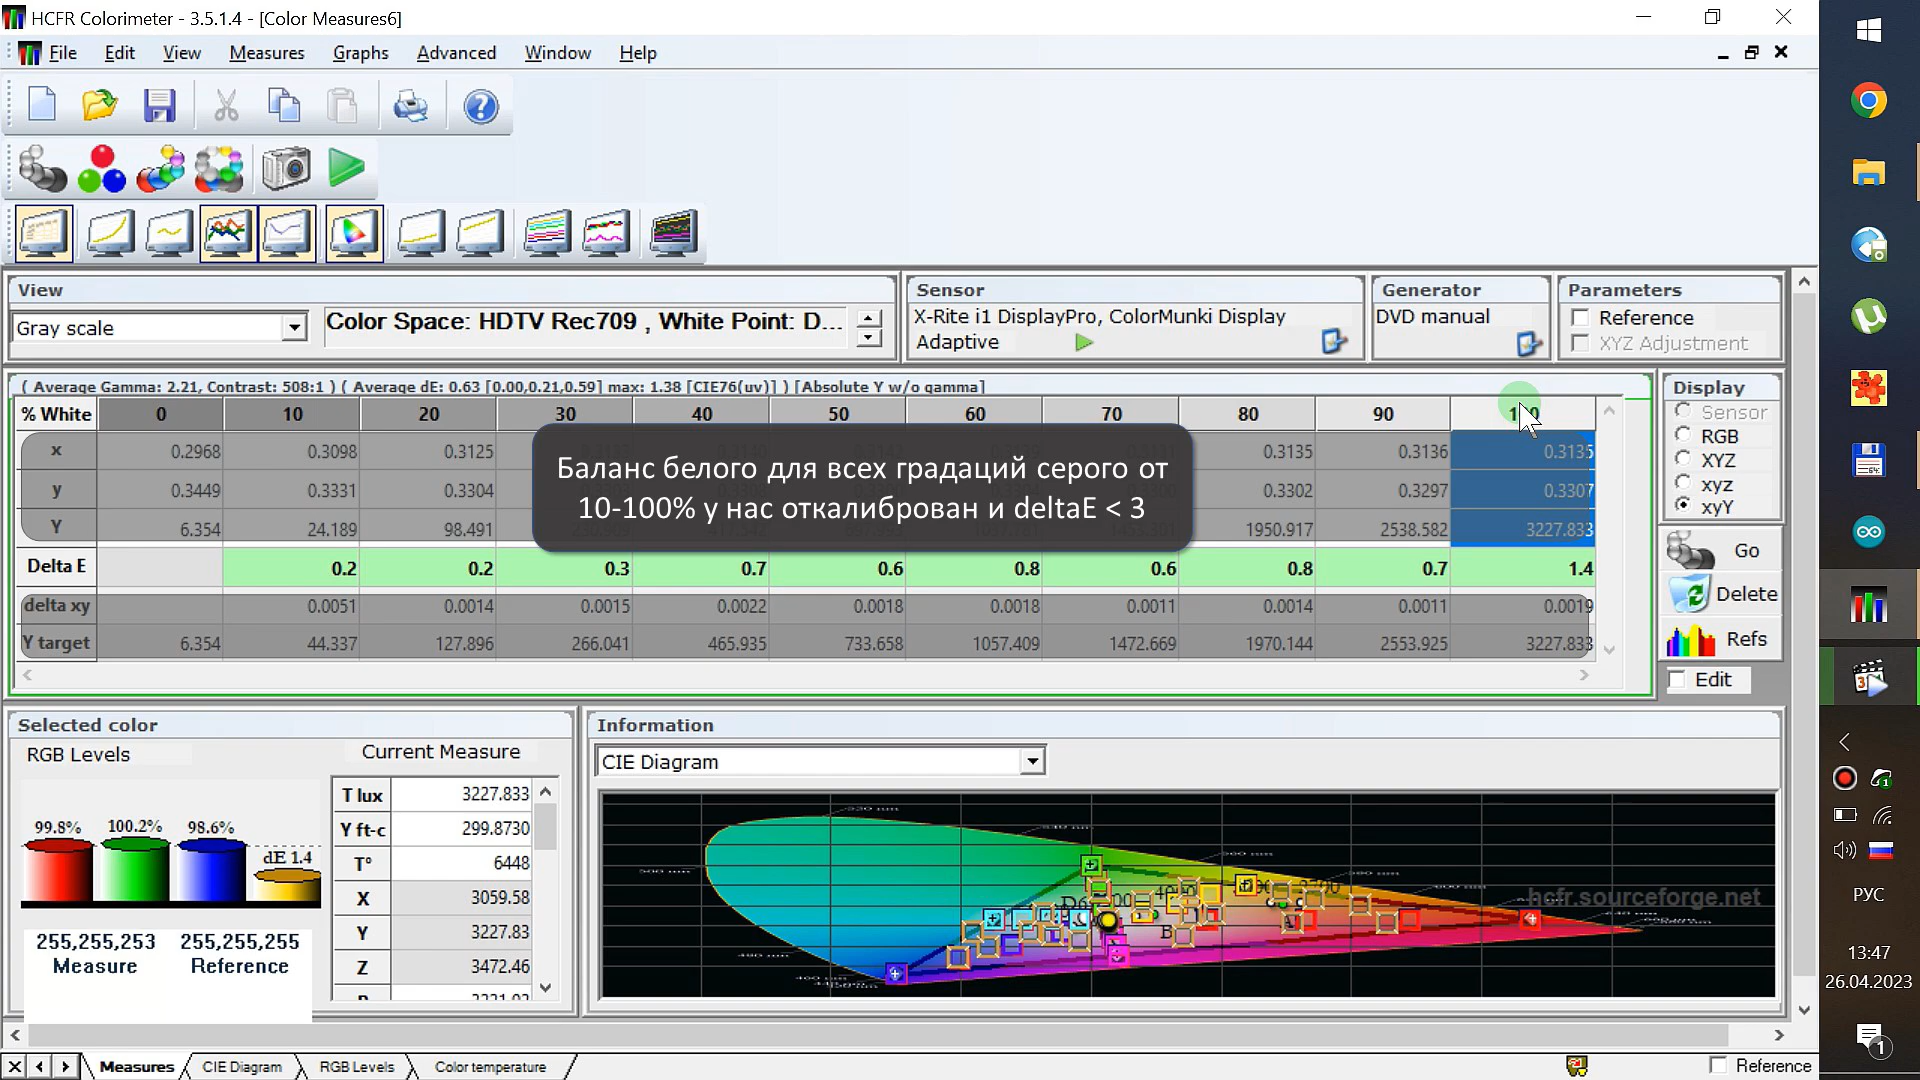 HCFR Colorimeter - 3.5.1.4 - [Color Measures6]
File Edit View Measures Graphs Advanced Window Help
View
Gray scale
Color Space: HDTV Rec709 , White Point: D...
Sensor
X-Rite i1 DisplayPro, ColorMunki Display
Adaptive
Generator
DVD manual
Parameters
Reference
XYZ Adjustment
( Average Gamma: 2.21, Contrast: 508:1 ) ( Average dE: 0.63 [0.00,0.21,0.59] max: 1.38 [CIE76(uv)] ) [Absolute Y w/o gamma]
% White 0 10 20 30 40 50 60 70 80 90
x 0.2968 0.3098 0.3125 0.3135 0.3136 0.3135
y 0.3449 0.3331 0.3304 0.3302 0.3297 0.3307
Y 6.354 24.189 98.491 1950.917 2538.582 3227.833
Баланс белого для всех градаций серого от
10-100% у нас откалиброван и deltaE < 3
Delta E 0.2 0.2 0.3 0.7 0.6 0.8 0.6 0.8 0.7 1.4
delta xy 0.0051 0.0014 0.0015 0.0022 0.0018 0.0018 0.0011 0.0014 0.0011 0.0019
Y target 6.354 44.337 127.896 266.041 465.935 733.658 1057.409 1472.669 1970.144 2553.925 3227.833
Display
Sensor
RGB
XYZ
xyz
xyY
Go
Delete
Refs
Edit
Selected color
RGB Levels
99.8% 100.2% 98.6%
dE 1.4
255,255,253
Measure
255,255,255
Reference
Current Measure
T lux 3227.833
Y ft-c 299.8730
T° 6448
X 3059.58
Y 3227.83
Z 3472.46
Information
CIE Diagram
hcfr.sourceforge.net
B
Measures CIE Diagram RGB Levels Color temperature
Reference
РУС
13:47
26.04.2023
1